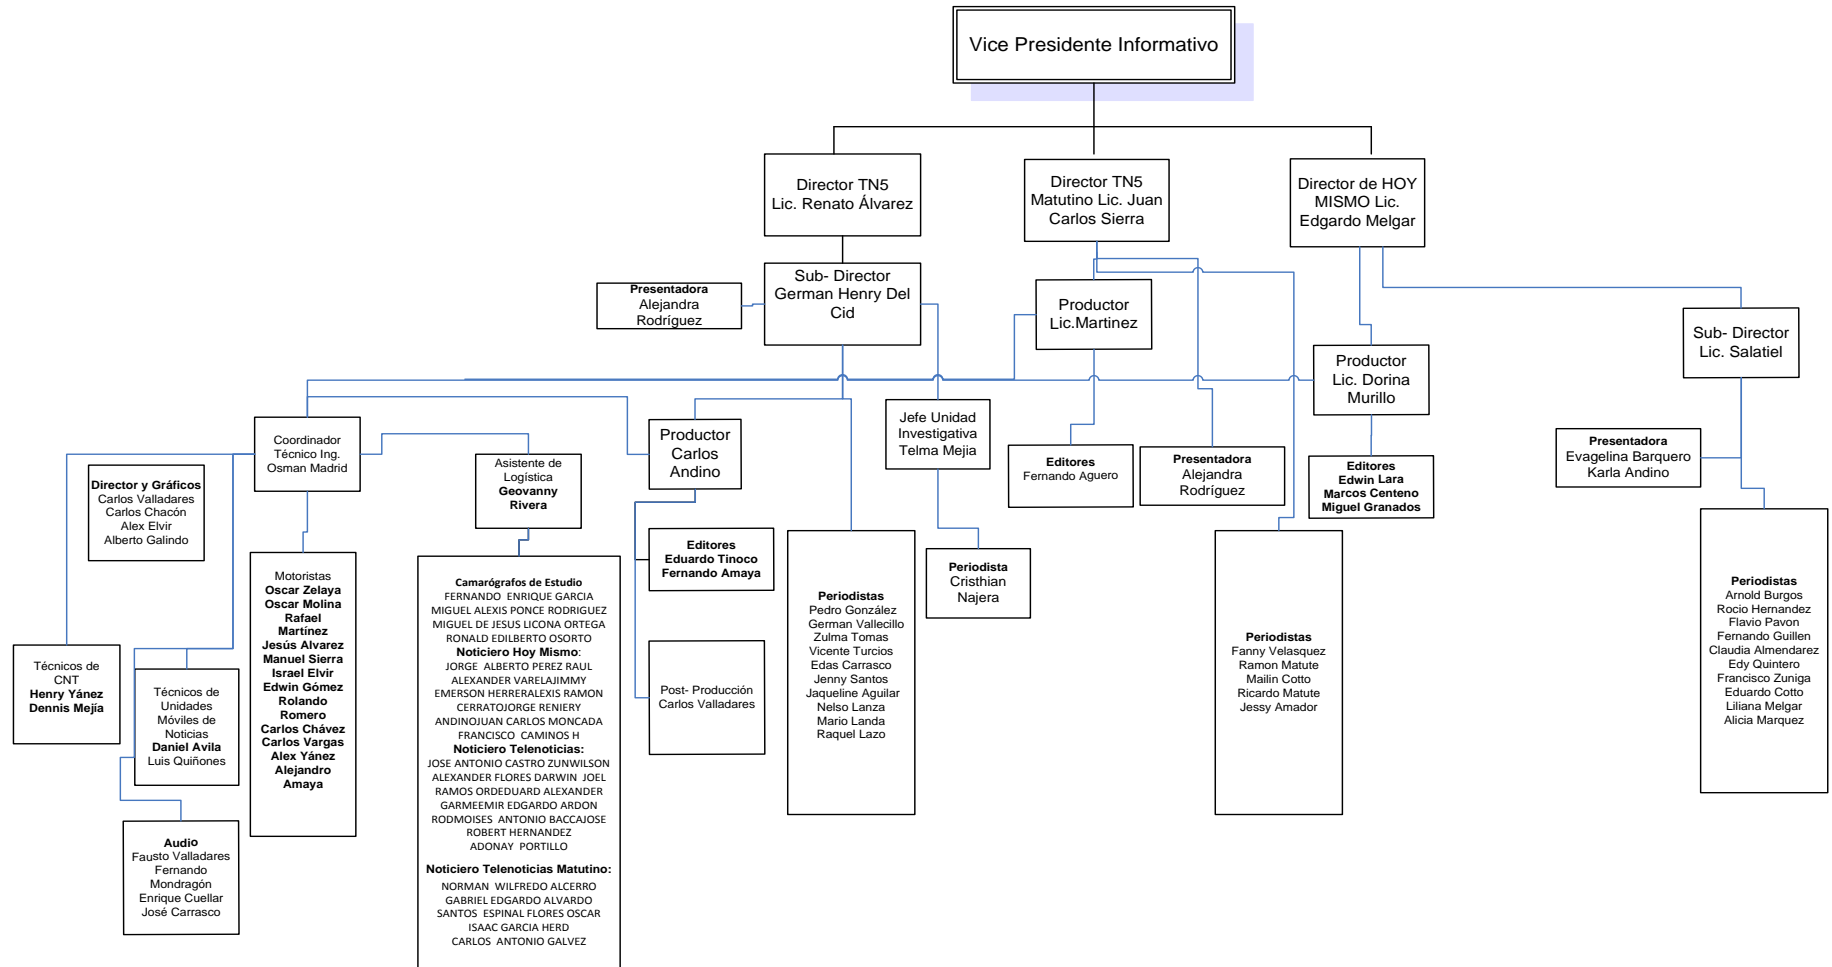 Vice Presidente Informativo
Director TN5
Lic. Renato Álvarez
Director TN5
Matutino Lic. Juan
Carlos Sierra
Director de HOY
MISMO Lic.
Edgardo Melgar
Presentadora
Alejandra
Rodríguez
Sub- Director
German Henry Del
Cid
Productor
Lic.Martinez
Sub- Director
Lic. Salatiel
Productor
Lic. Dorina
Murillo
Coordinador
Técnico Ing.
Osman Madrid
Productor
Carlos
Andino
Jefe Unidad
Investigativa
Telma Mejia
Editores
Fernando Aguero
Presentadora
Alejandra
Rodríguez
Editores
Edwin Lara
Marcos Centeno
Miguel Granados
Presentadora
Evagelina Barquero
Karla Andino
Director y Gráficos
Carlos Valladares
Carlos Chacón
Alex Elvir
Alberto Galindo
Asistente de
Logística
Geovanny
Rivera
Editores
Eduardo Tinoco
Fernando Amaya
Periodista
Cristhian
Najera
Técnicos de
CNT
Henry Yánez
Dennis Mejía
Técnicos de
Unidades
Móviles de
Noticias
Daniel Avila
Luis Quiñones
Motoristas
Oscar Zelaya
Oscar Molina
Rafael
Martínez
Jesús Alvarez
Manuel Sierra
Israel Elvir
Edwin Gómez
Rolando
Romero
Carlos Chávez
Carlos Vargas
Alex Yánez
Alejandro
Amaya
Camarógrafos de Estudio
FERNANDO ENRIQUE GARCIA
MIGUEL ALEXIS PONCE RODRIGUEZ
MIGUEL DE JESUS LICONA ORTEGA
RONALD EDILBERTO OSORTO
Noticiero Hoy Mismo:
JORGE ALBERTO PEREZ RAUL
ALEXANDER VARELAJIMMY
EMERSON HERRERALEXIS RAMON
CERRATOJORGE RENIERY
ANDINOJUAN CARLOS MONCADA
FRANCISCO CAMINOS H
Noticiero Telenoticias:
JOSE ANTONIO CASTRO ZUNWILSON
ALEXANDER FLORES DARWIN JOEL
RAMOS ORDEDUARD ALEXANDER
GARMEEMIR EDGARDO ARDON
RODMOISES ANTONIO BACCAJOSE
ROBERT HERNANDEZ
ADONAY PORTILLO
Noticiero Telenoticias Matutino:
NORMAN WILFREDO ALCERRO
GABRIEL EDGARDO ALVARDO
SANTOS ESPINAL FLORES OSCAR
ISAAC GARCIA HERD
CARLOS ANTONIO GALVEZ
Post- Producción
Carlos Valladares
Periodistas
Pedro González
German Vallecillo
Zulma Tomas
Vicente Turcios
Edas Carrasco
Jenny Santos
Jaqueline Aguilar
Nelso Lanza
Mario Landa
Raquel Lazo
Periodistas
Fanny Velasquez
Ramon Matute
Mailin Cotto
Ricardo Matute
Jessy Amador
Periodistas
Arnold Burgos
Rocio Hernandez
Flavio Pavon
Fernando Guillen
Claudia Almendarez
Edy Quintero
Francisco Zuniga
Eduardo Cotto
Liliana Melgar
Alicia Marquez
Audio
Fausto Valladares
Fernando
Mondragón
Enrique Cuellar
José Carrasco